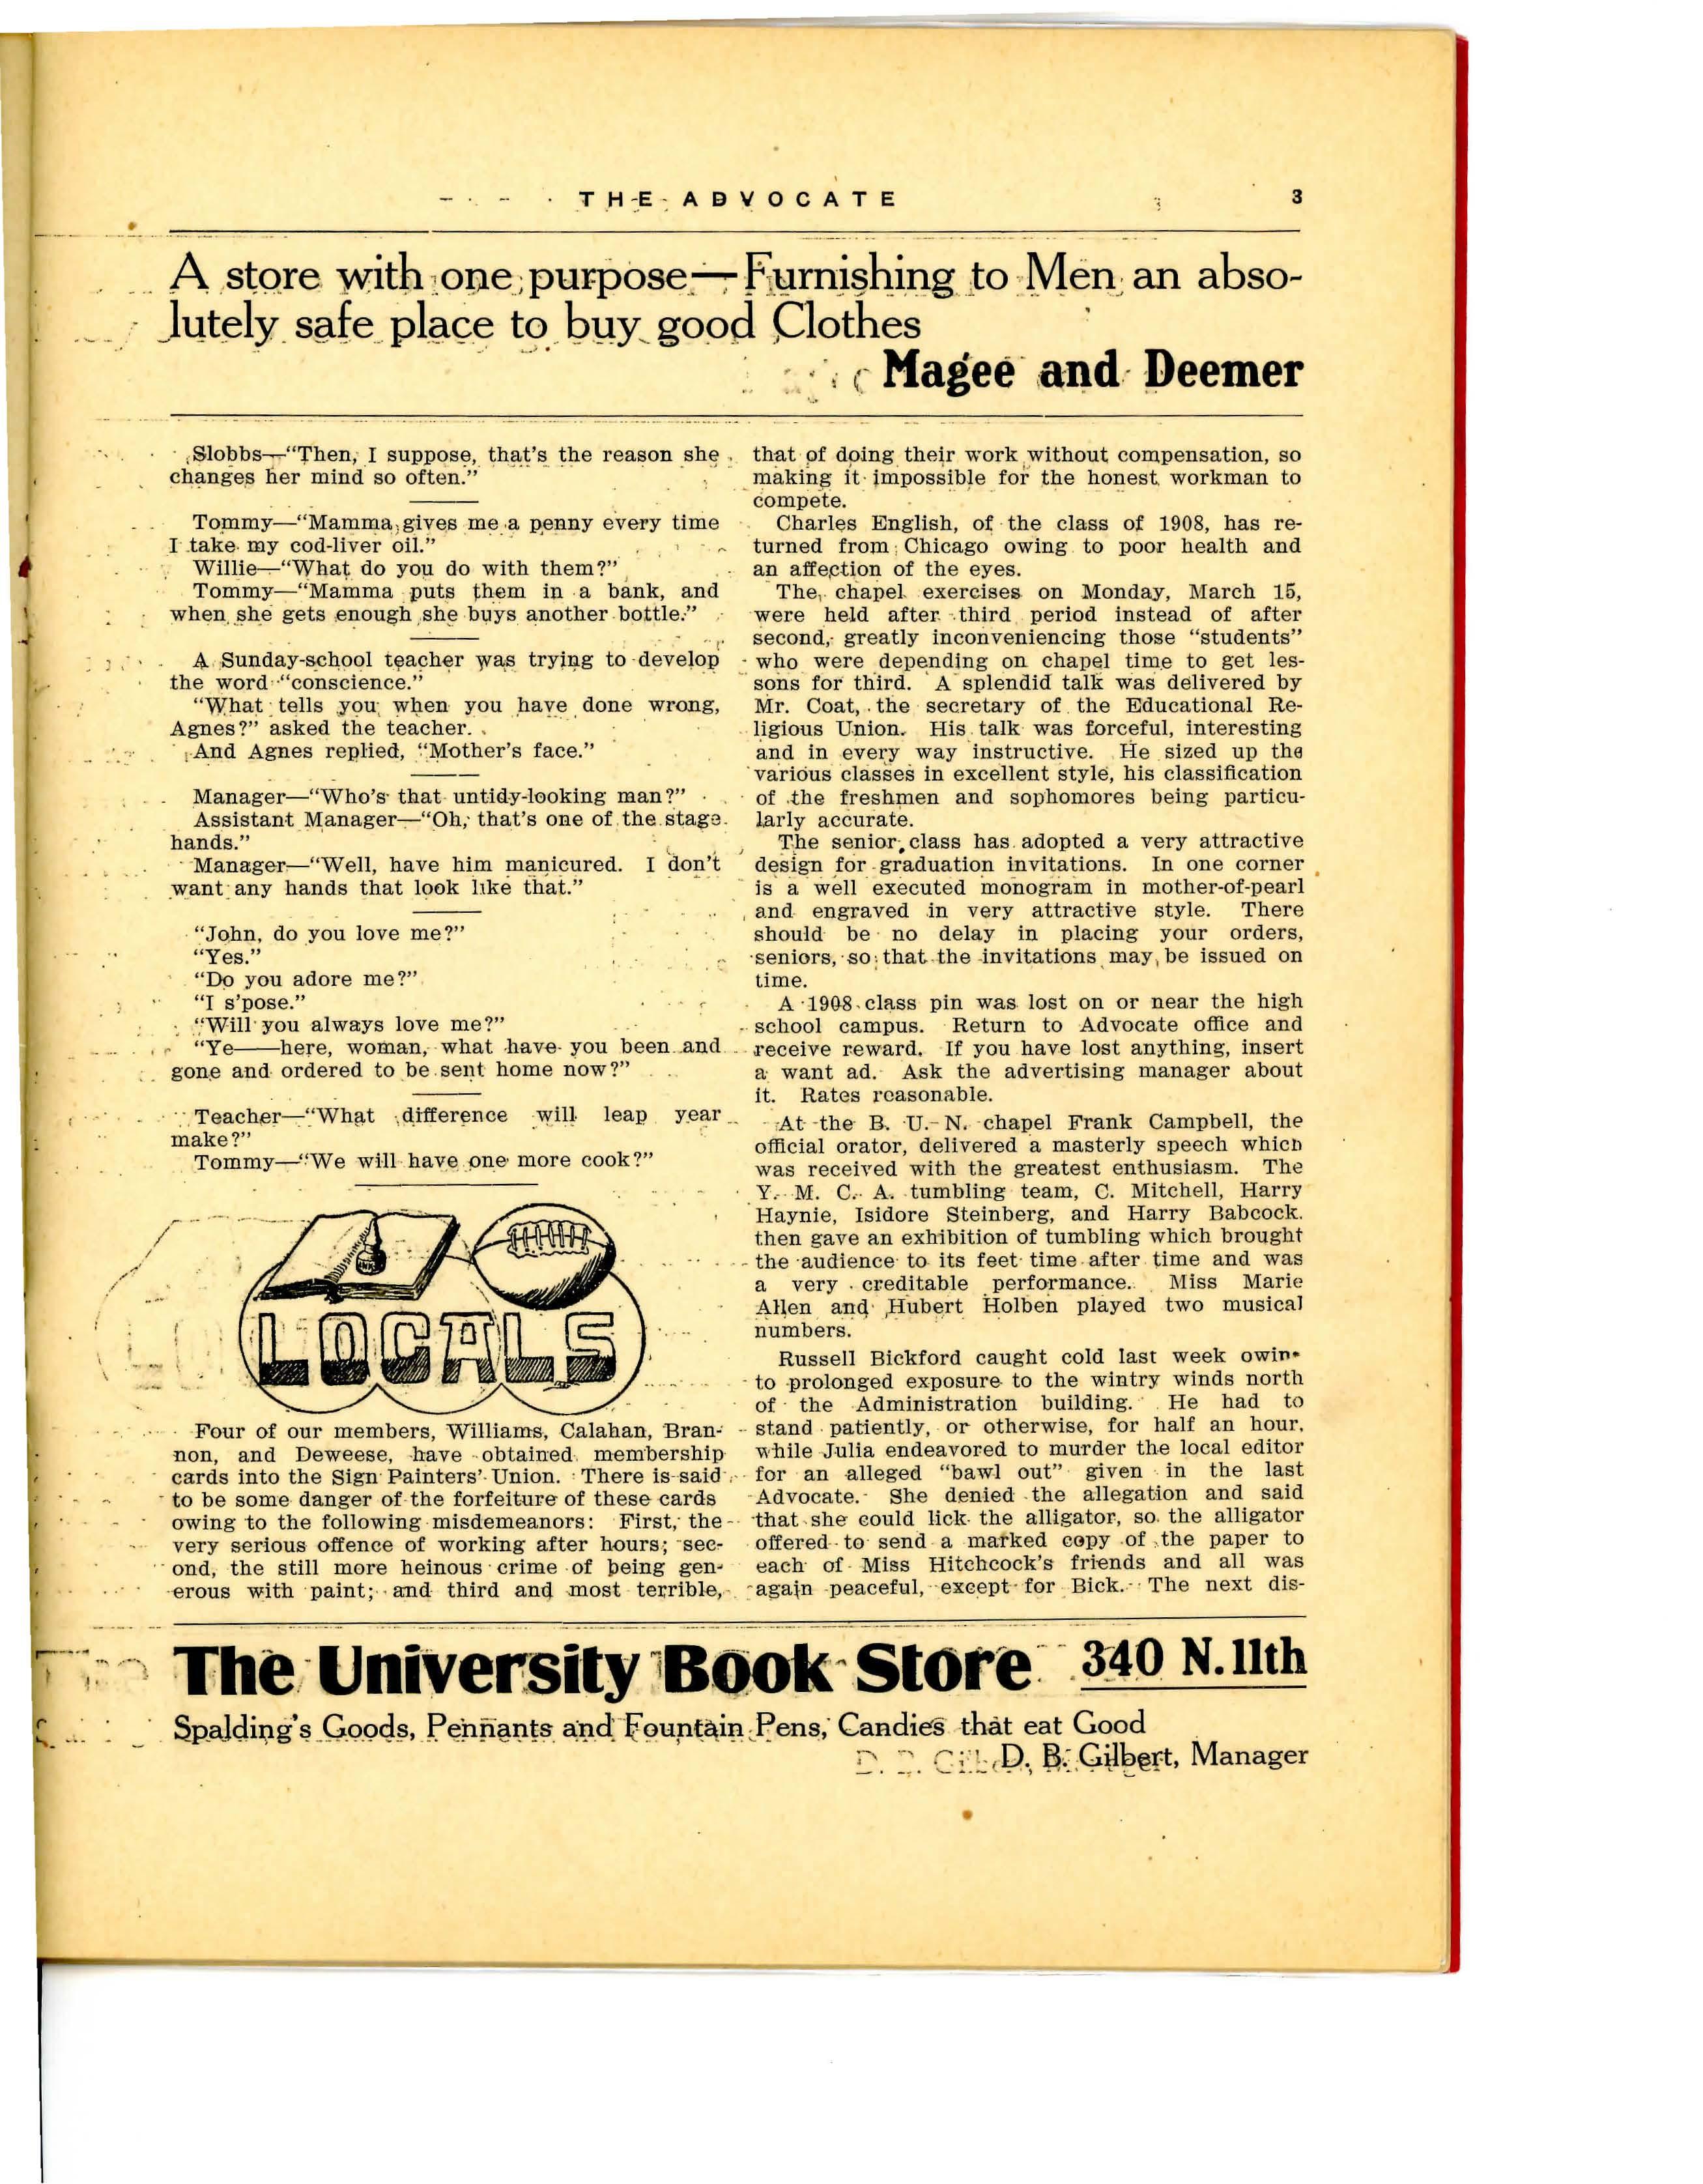 THE ADVOCATE
3
A store with one purpose—Furnishing to Men an abso-
lutely safe place to buy good Clothes
Magee and Deemer
Slobbs—“Then, I suppose, that’s the reason she
changes her mind so often.”
Tommy—“Mamma gives me a penny every time
I take my cod-liver oil.”
Willie—“What do you do with them?”
Tommy—“Mamma puts them in a bank, and
when she gets enough she buys another bottle.”
A Sunday-school teacher was trying to develop
the word “conscience.”
“What tells you when you have done wrong,
Agnes?” asked the teacher.
And Agnes replied, “Mother’s face.”
Manager—“Who’s that untidy-looking man?”
Assistant Manager—“Oh, that’s one of the stage
hands.”
Manager—“Well, have him manicured. I don’t
want any hands that look like that.”
“John, do you love me?”
“Yes.”
“Do you adore me?”
“I s’pose.”
“Will you always love me?”
“Ye——here, woman, what have you been and
gone and ordered to be sent home now?”
Teacher—“What difference will leap year
make?”
Tommy—“We will have one more cook?”
INK
LOCALS
Four of our members, Williams, Calahan, Bran-
non, and Deweese, have obtained membership
cards into the Sign Painters’ Union. There is said
to be some danger of the forfeiture of these cards
owing to the following misdemeanors: First, the
very serious offence of working after hours; sec-
ond, the still more heinous crime of being gen-
erous with paint; and third and most terrible,
that of doing their work without compensation, so
making it impossible for the honest workman to
compete.
Charles English, of the class of 1908, has re-
turned from Chicago owing to poor health and
an affection of the eyes.
The chapel exercises on Monday, March 15,
were held after third period instead of after
second, greatly inconveniencing those “students”
who were depending on chapel time to get les-
sons for third. A splendid talk was delivered by
Mr. Coat, the secretary of the Educational Re-
ligious Union. His talk was forceful, interesting
and in every way instructive. He sized up the
various classes in excellent style, his classification
of the freshmen and sophomores being particu-
larly accurate.
The senior class has adopted a very attractive
design for graduation invitations. In one corner
is a well executed monogram in mother-of-pearl
and engraved in very attractive style. There
should be no delay in placing your orders,
seniors, so that the invitations may be issued on
time.
A 1908 class pin was lost on or near the high
school campus. Return to Advocate office and
receive reward. If you have lost anything, insert
a want ad. Ask the advertising manager about
it. Rates reasonable.
At the B. U. N. chapel Frank Campbell, the
official orator, delivered a masterly speech which
was received with the greatest enthusiasm. The
Y. M. C. A. tumbling team, C. Mitchell, Harry
Haynie, Isidore Steinberg, and Harry Babcock.
then gave an exhibition of tumbling which brought
the audience to its feet time after time and was
a very creditable performance. Miss Marie
Allen and Hubert Holben played two musical
numbers.
Russell Bickford caught cold last week owin
to prolonged exposure to the wintry winds north
of the Administration building. He had to
stand patiently, or otherwise, for half an hour,
while Julia endeavored to murder the local editor
for an alleged “bawl out” given in the last
Advocate. She denied the allegation and said
that she could lick the alligator, so the alligator
offered to send a marked copy of the paper to
each of Miss Hitchcock’s friends and all was
again peaceful, except for Bick. The next dis-
The University Book Store 340 N. 11th
Spalding’s Goods, Pennants and Fountain Pens, Candies that eat Good
D. B. Gilbert, Manager